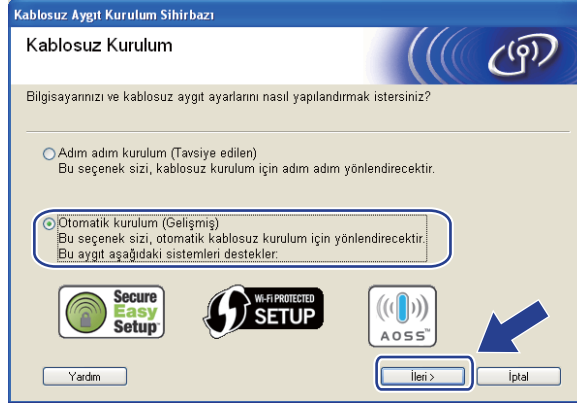 Kablosuz Aygıt Kurulum Sihirbazı
Kablosuz Kurulum
Bilgisayarınızı ve kablosuz aygıt ayarlarını nasıl yapılandırmak istersiniz?
Adım adım kurulum (Tavsiye edilen)
Bu seçenek sizi, kablosuz kurulum için adım adım yönlendirecektir.
Otomatik kurulum (Gelişmiş)
Bu seçenek sizi, otomatik kablosuz kurulum için yönlendirecektir.
Bu aygıt aşağıdaki sistemleri destekler:
Secure
Easy
Setup™
Wi-Fi PROTECTED
SETUP
AOSS™
Yardım
İleri >
İptal